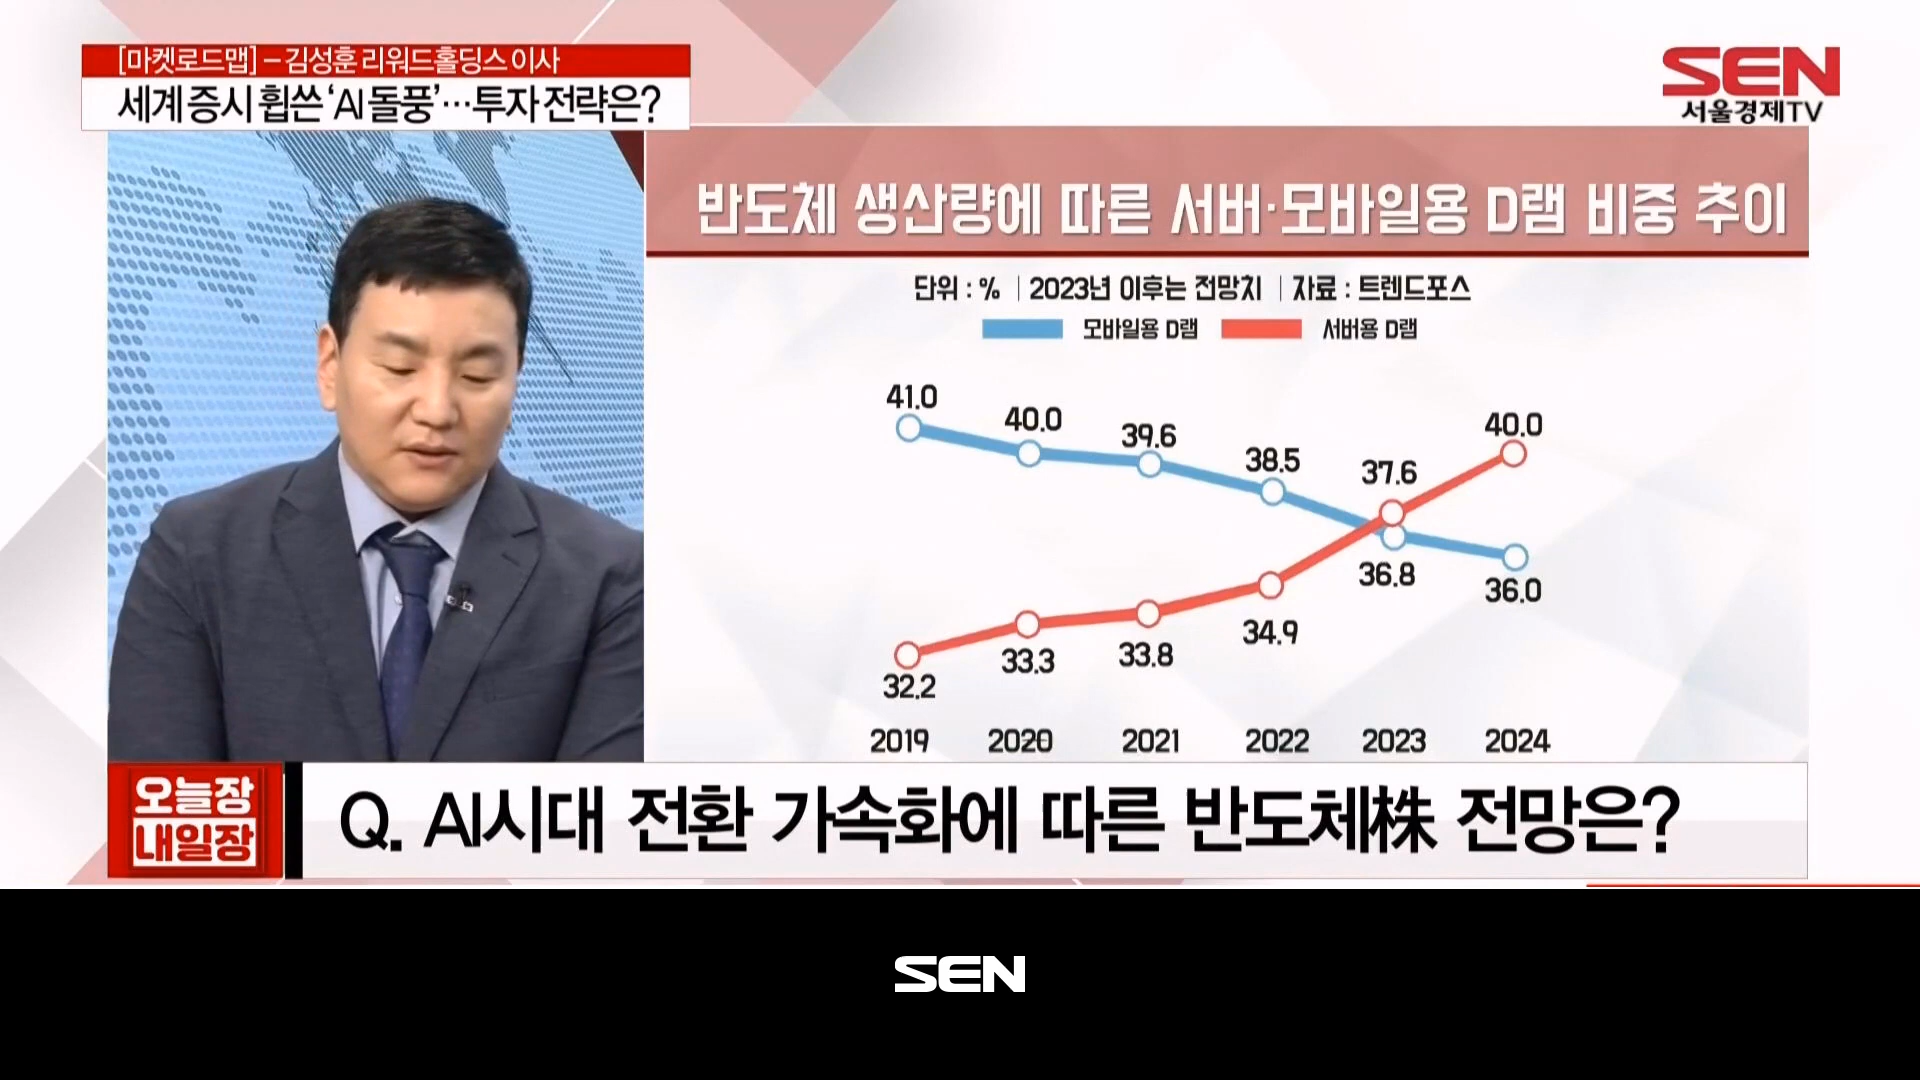 [마켓로드맵] – 김성훈 리워드홀딩스 이사
세계 증시 휩쓴 ‘AI 돌풍’…투자 전략은?
SEN
서울경제TV
반도체 생산량에 따른 서버·모바일용 D램 비중 추이
단위 : % | 2023년 이후는 전망치 | 자료 : 트렌드포스
모바일용 D램 서버용 D램
41.0 40.0 39.6 38.5 37.6 40.0
32.2 33.3 33.8 34.9 36.8 36.0
2019 2020 2021 2022 2023 2024
오늘장
내일장
Q. AI시대 전환 가속화에 따른 반도체株 전망은?
SEN